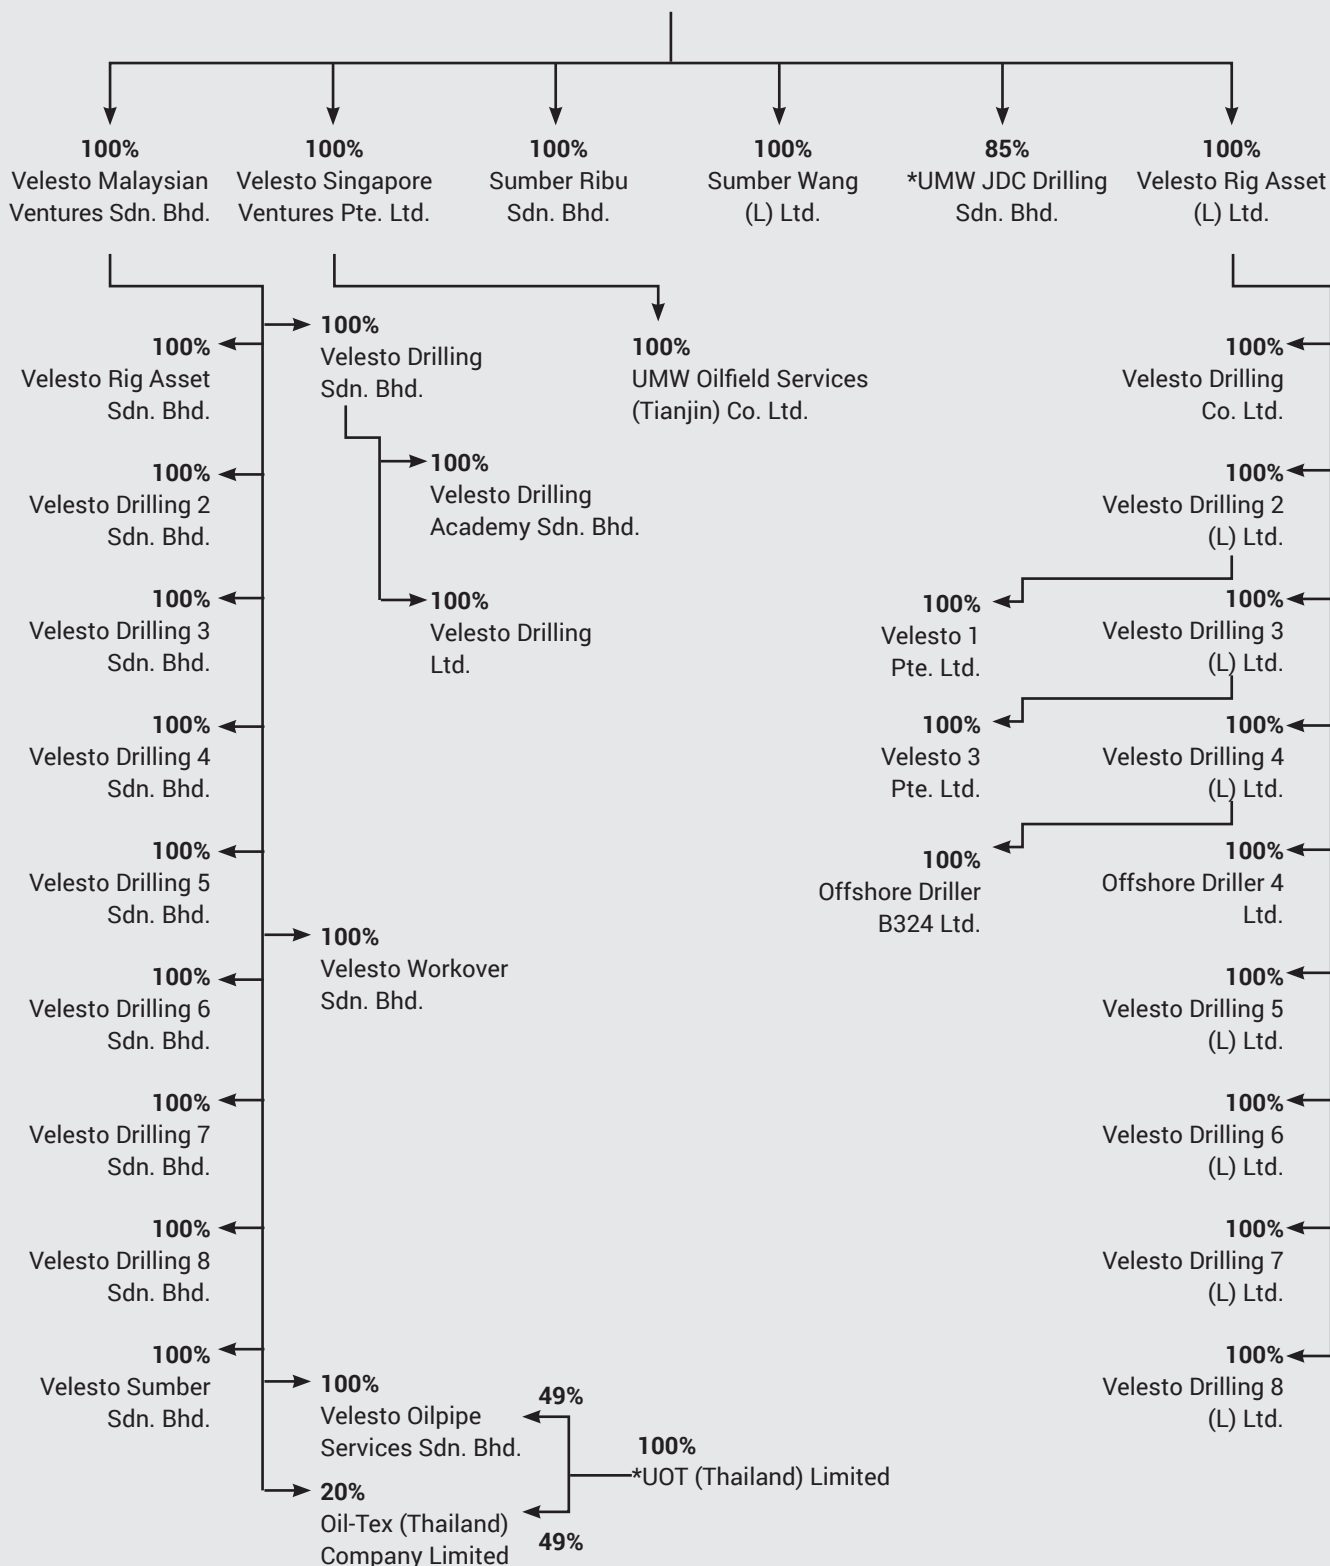 100%
Velesto Malaysian
Ventures Sdn. Bhd.
100%
Velesto Singapore
Ventures Pte. Ltd.
100%
Sumber Ribu
Sdn. Bhd.
100%
Sumber Wang
(L) Ltd.
85%
*UMW JDC Drilling
Sdn. Bhd.
100%
Velesto Rig Asset
(L) Ltd.
100%
Velesto Rig Asset
Sdn. Bhd.
100%
Velesto Drilling 2
Sdn. Bhd.
100%
Velesto Drilling 3
Sdn. Bhd.
100%
Velesto Drilling 4
Sdn. Bhd.
100%
Velesto Drilling 5
Sdn. Bhd.
100%
Velesto Drilling 6
Sdn. Bhd.
100%
Velesto Drilling 7
Sdn. Bhd.
100%
Velesto Drilling 8
Sdn. Bhd.
100%
Velesto Sumber
Sdn. Bhd.
100%
Velesto Drilling
Sdn. Bhd.
100%
Velesto Drilling
Academy Sdn. Bhd.
100%
Velesto Drilling
Ltd.
100%
Velesto Workover
Sdn. Bhd.
100%
Velesto Oilpipe
Services Sdn. Bhd.
20%
Oil-Tex (Thailand)
Company Limited
49%
49%
100%
*UOT (Thailand) Limited
100%
UMW Oilfield Services
(Tianjin) Co. Ltd.
100%
Velesto 1
Pte. Ltd.
100%
Velesto 3
Pte. Ltd.
100%
Offshore Driller
B324 Ltd.
100%
Velesto Drilling
Co. Ltd.
100%
Velesto Drilling 2
(L) Ltd.
100%
Velesto Drilling 3
(L) Ltd.
100%
Velesto Drilling 4
(L) Ltd.
100%
Offshore Driller 4
Ltd.
100%
Velesto Drilling 5
(L) Ltd.
100%
Velesto Drilling 6
(L) Ltd.
100%
Velesto Drilling 7
(L) Ltd.
100%
Velesto Drilling 8
(L) Ltd.